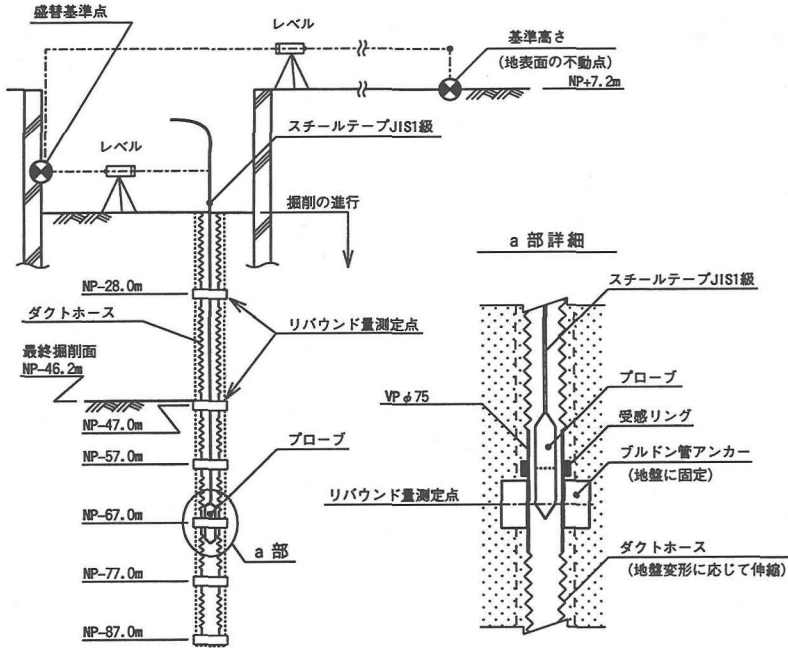 盛替基準点
レベル
基準高さ
(地表面の不動点)
NP+7.2m
スチールテープJIS1級
レベル
掘削の進行
a 部詳細
NP-28.0m
スチールテープJIS1級
ダクトホース
リバウンド量測定点
最終掘削面
NP-46.2m
プローブ
VPφ75
NP-47.0m
受感リング
プローブ
NP-57.0m
ブルドン管アンカー
(地盤に固定)
リバウンド量測定点
NP-67.0m
a 部
ダクトホース
(地盤変形に応じて伸縮)
NP-77.0m
NP-87.0m